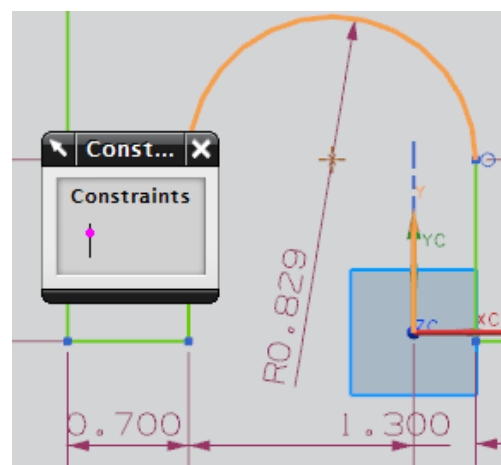 Const...
Constraints
R0.829
Y
YC
ZC
XC
0.700
1.300